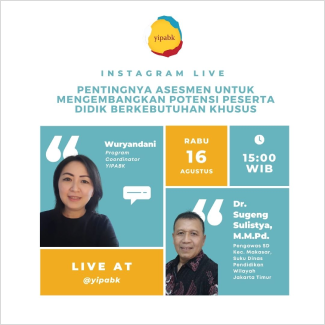 yipabk
INSTAGRAM LIVE
PENTINGNYA ASESMEN UNTUK
MENGEMBANGKAN POTENSI PESERTA
DIDIK BERKEBUTUHAN KHUSUS
Wuryandani
Program
Coordinator
YIPABK
RABU
16
AGUSTUS
15:00
WIB
LIVE AT
@yipabk
Dr.
Sugeng
Sulistya,
M.M.Pd.
Pengawas SD
Kec. Makasar,
Suku Dinas
Pendidikan
Wilayah
Jakarta Timur